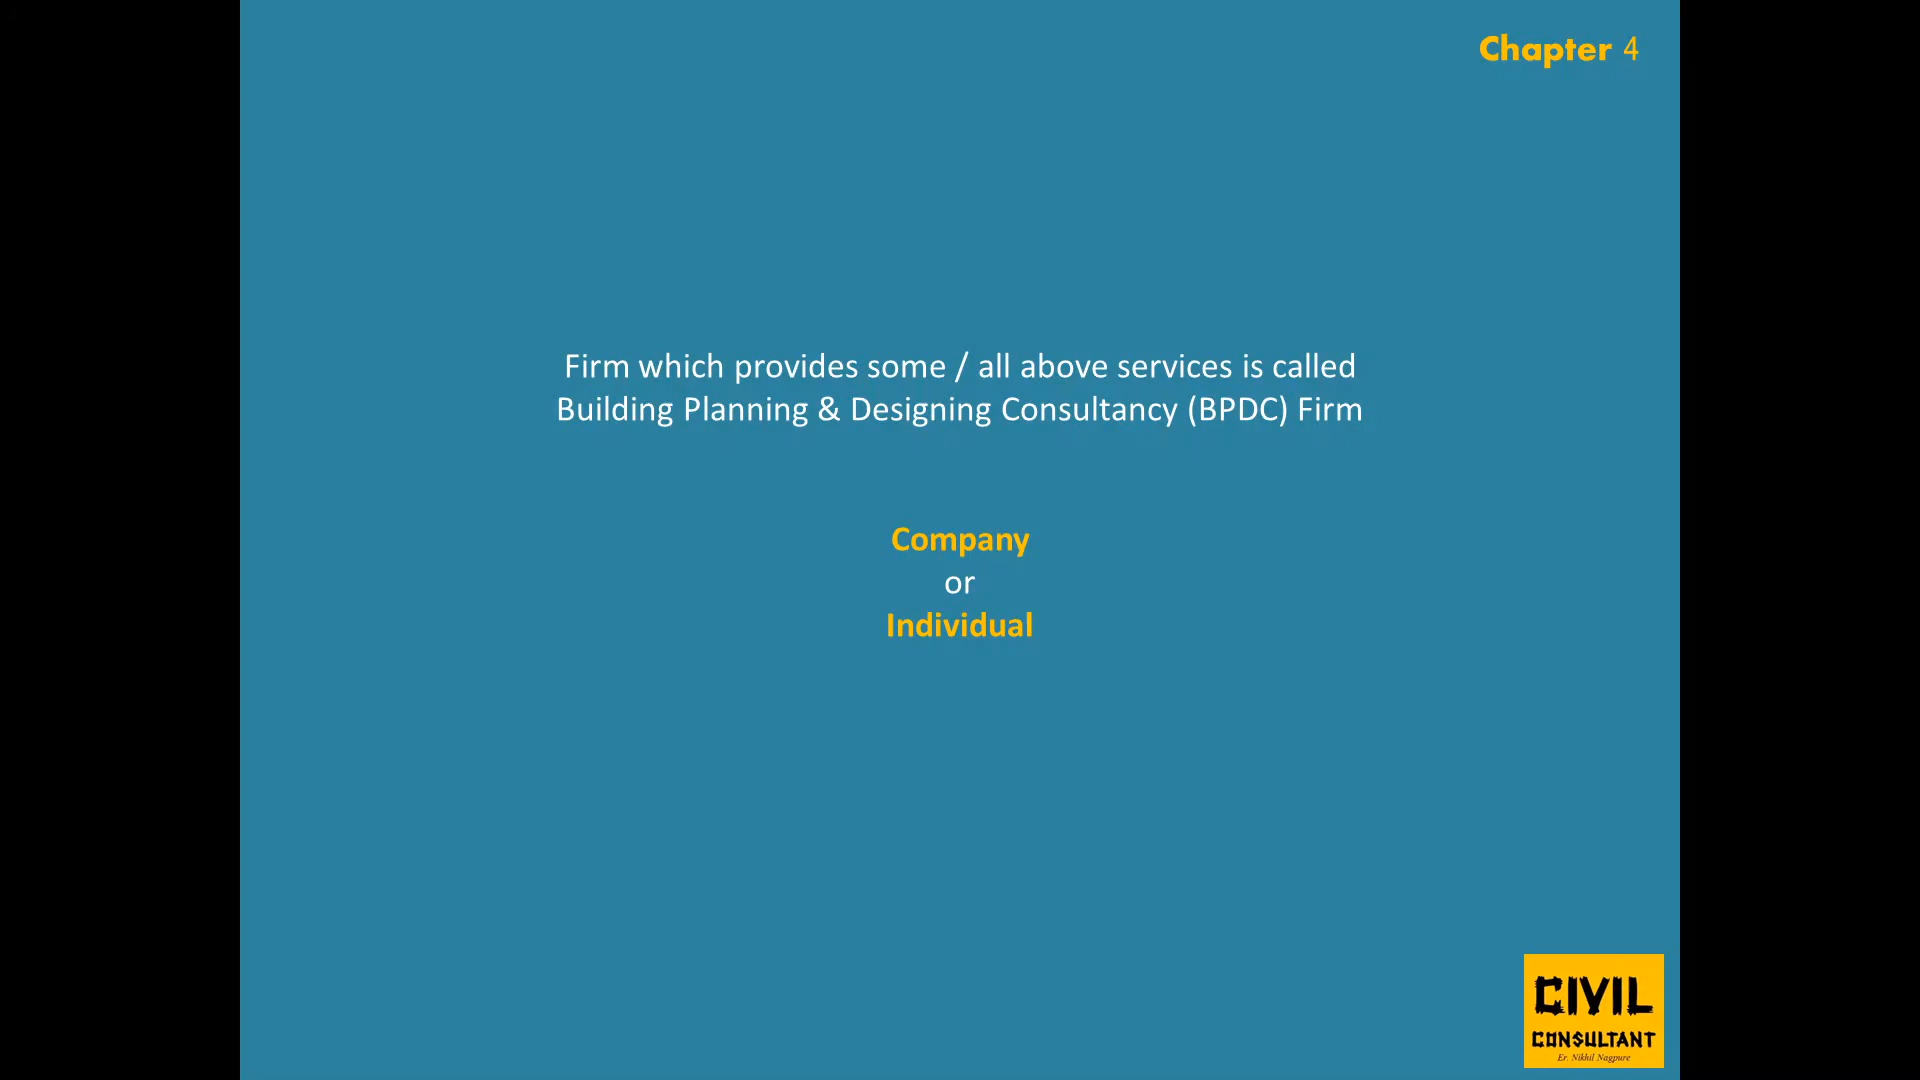 Chapter 4
Firm which provides some / all above services is called
Building Planning & Designing Consultancy (BPDC) Firm
Company
or
Individual
CIVIL
CONSULTANT
Er. Nikhil Nagpure